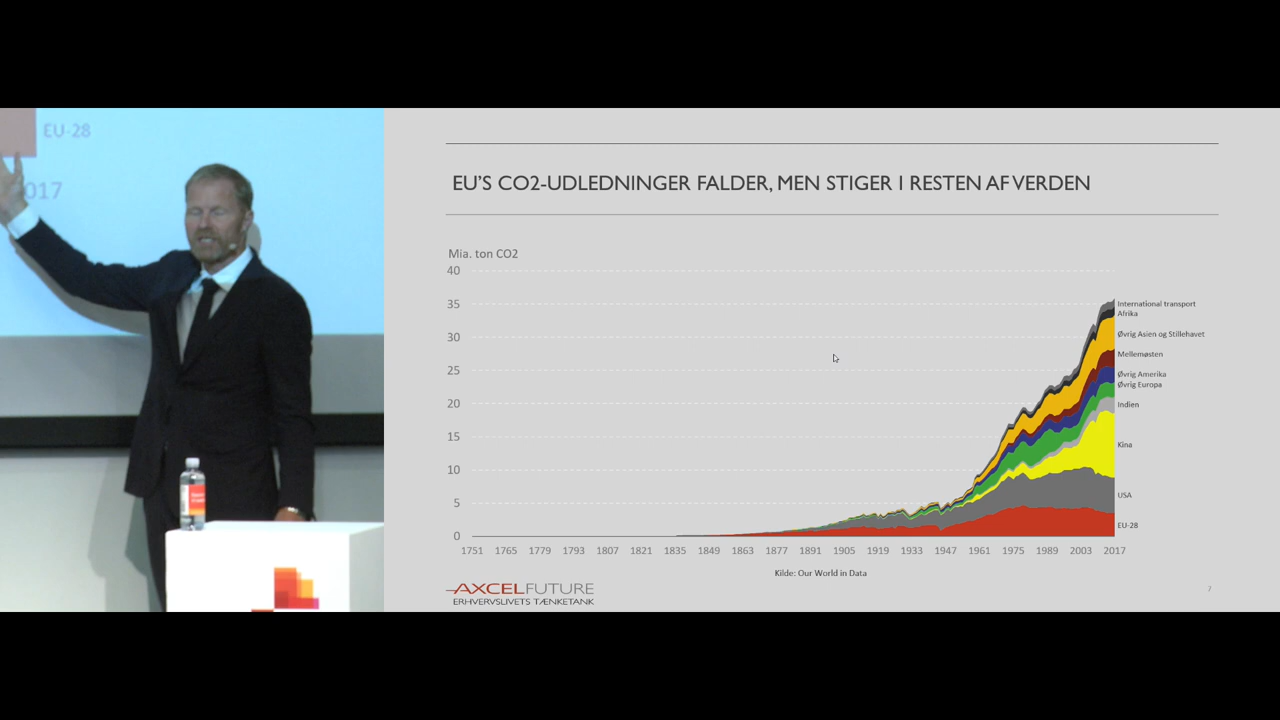 EU-28
2017
EU'S CO2-UDLEDNINGER FALDER, MEN STIGER I RESTEN AF VERDEN
Mia. ton CO2
40
35
30
25
20
15
10
5
0
International transport
Afrika
Øvrig Asien og Stillehavet
Mellemøsten
Øvrig Amerika
Øvrig Europa
Indien
Kina
USA
EU-28
1751 1765 1779 1793 1807 1821 1835 1849 1863 1877 1891 1905 1919 1933 1947 1961 1975 1989 2003 2017
Kilde: Our World in Data
AXCELFUTURE
ERHVERVSLIVETS TÆNKETANK
7